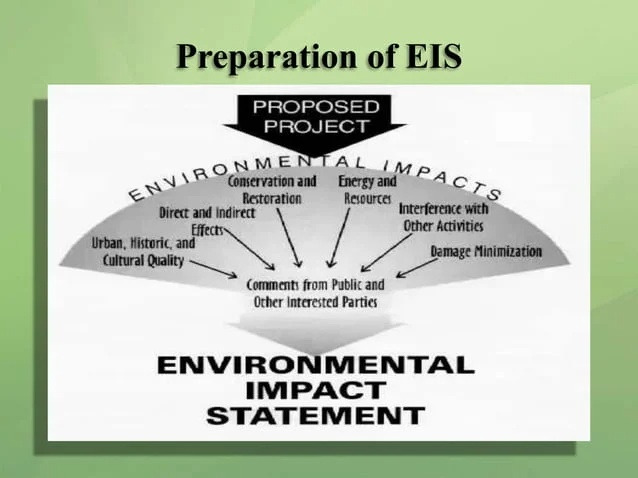 Preparation of EIS
PROPOSED
PROJECT
ENVIRONMENTAL IMPACTS
Conservation and
Restoration
Energy and
Resources
Direct and Indirect
Effects
Interference with
Other Activities
Urban, Historic, and
Cultural Quality
Damage Minimization
Comments from Public and
Other Interested Parties
ENVIRONMENTAL
IMPACT
STATEMENT